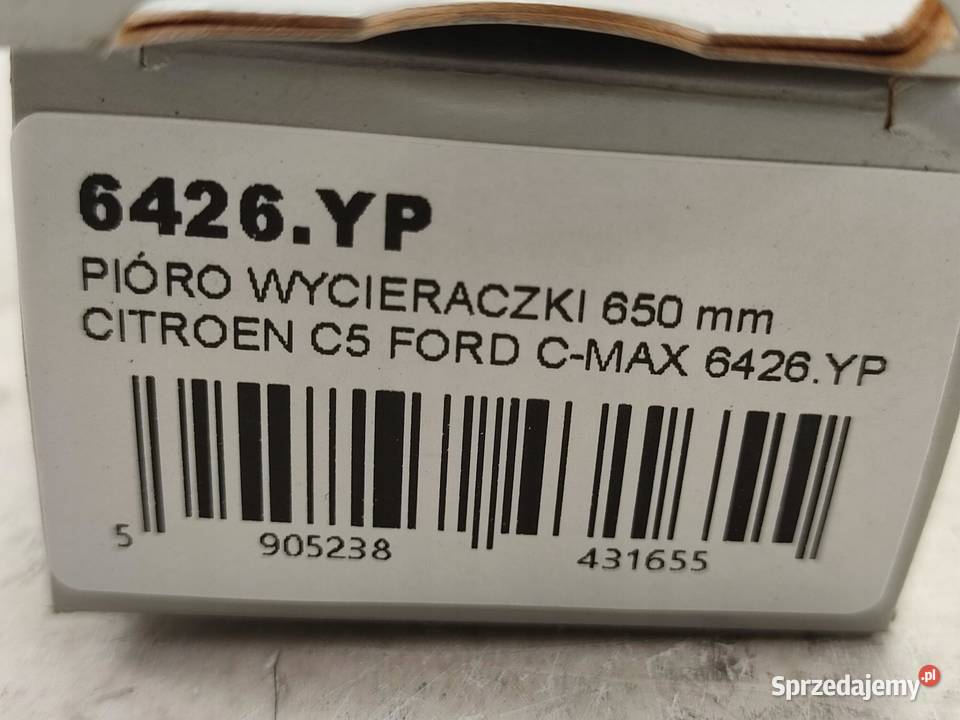 6426.YP
PIÓRO WYCIERACZKI 650 mm
CITROEN C5 FORD C-MAX 6426.YP
5 905238 431655
Sprzedajemy.pl